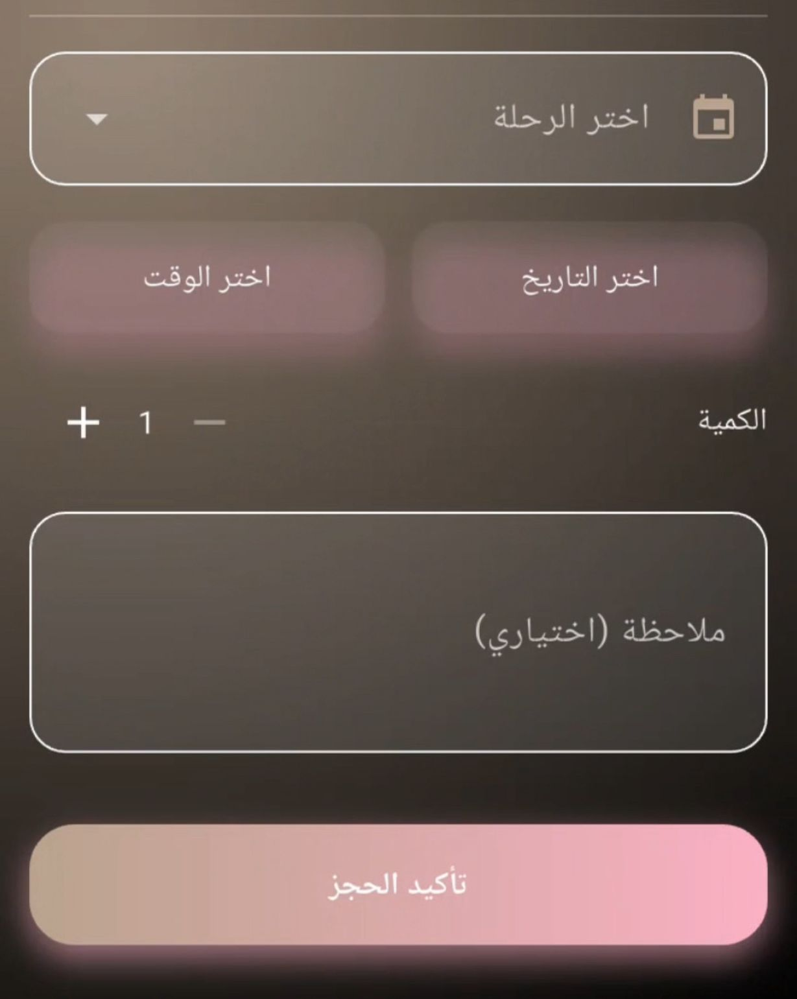 اختر الرحلة
اختر التاريخ
اختر الوقت
الكمية
1
ملاحظة (اختياري)
تأكيد الحجز